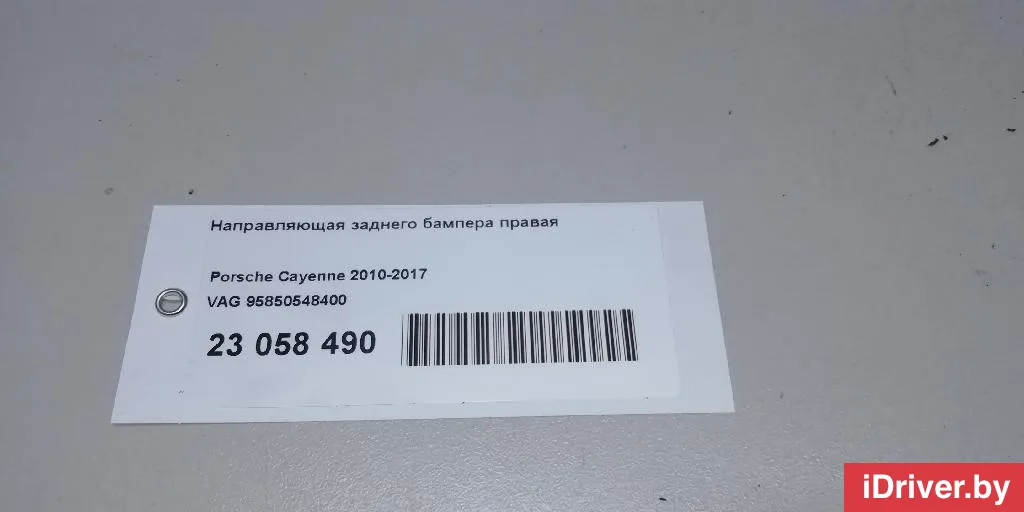 Направляющая заднего бампера правая
Porsche Cayenne 2010-2017
VAG 95850548400
23 058 490
iDriver.by